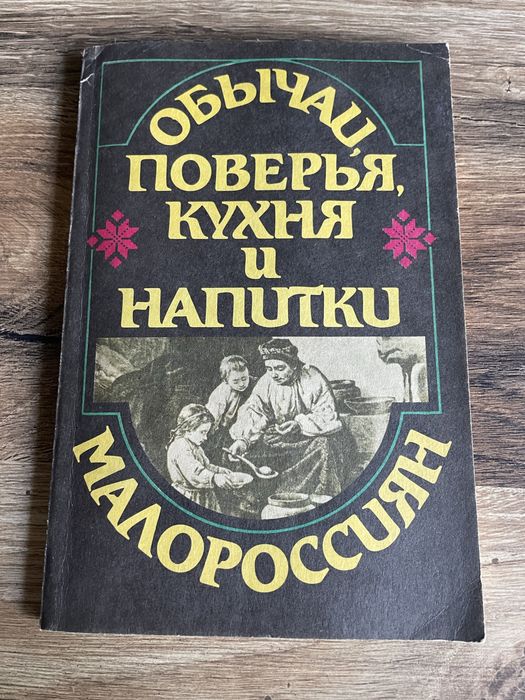 ОБЫЧАИ,
ПОВЕРЬЯ,
КУХНЯ
И
НАПИТКИ
МАЛОРОССИЯН